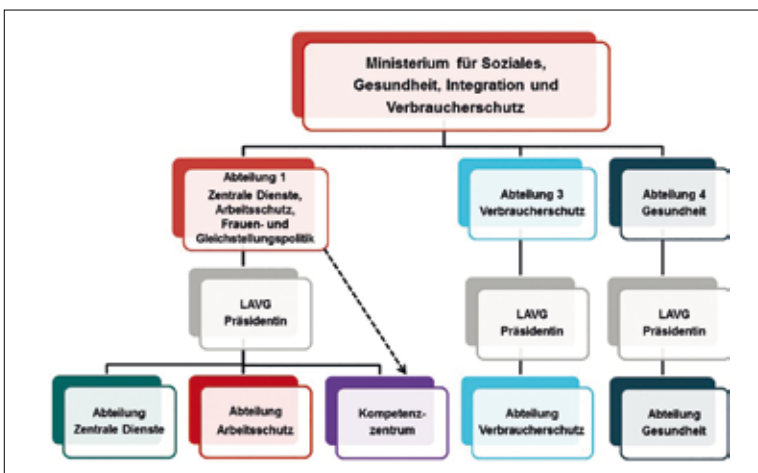 Ministerium für Soziales,
Gesundheit, Integration und
Verbraucherschutz
Abteilung 1
Zentrale Dienste,
Arbeitsschutz,
Frauen- und
Gleichstellungspolitik
Abteilung 3
Verbraucherschutz
Abteilung 4
Gesundheit
LAVG
Präsidentin
LAVG
Präsidentin
LAVG
Präsidentin
Abteilung
Zentrale Dienste
Abteilung
Arbeitsschutz
Kompetenz-
zentrum
Abteilung
Verbraucherschutz
Abteilung
Gesundheit